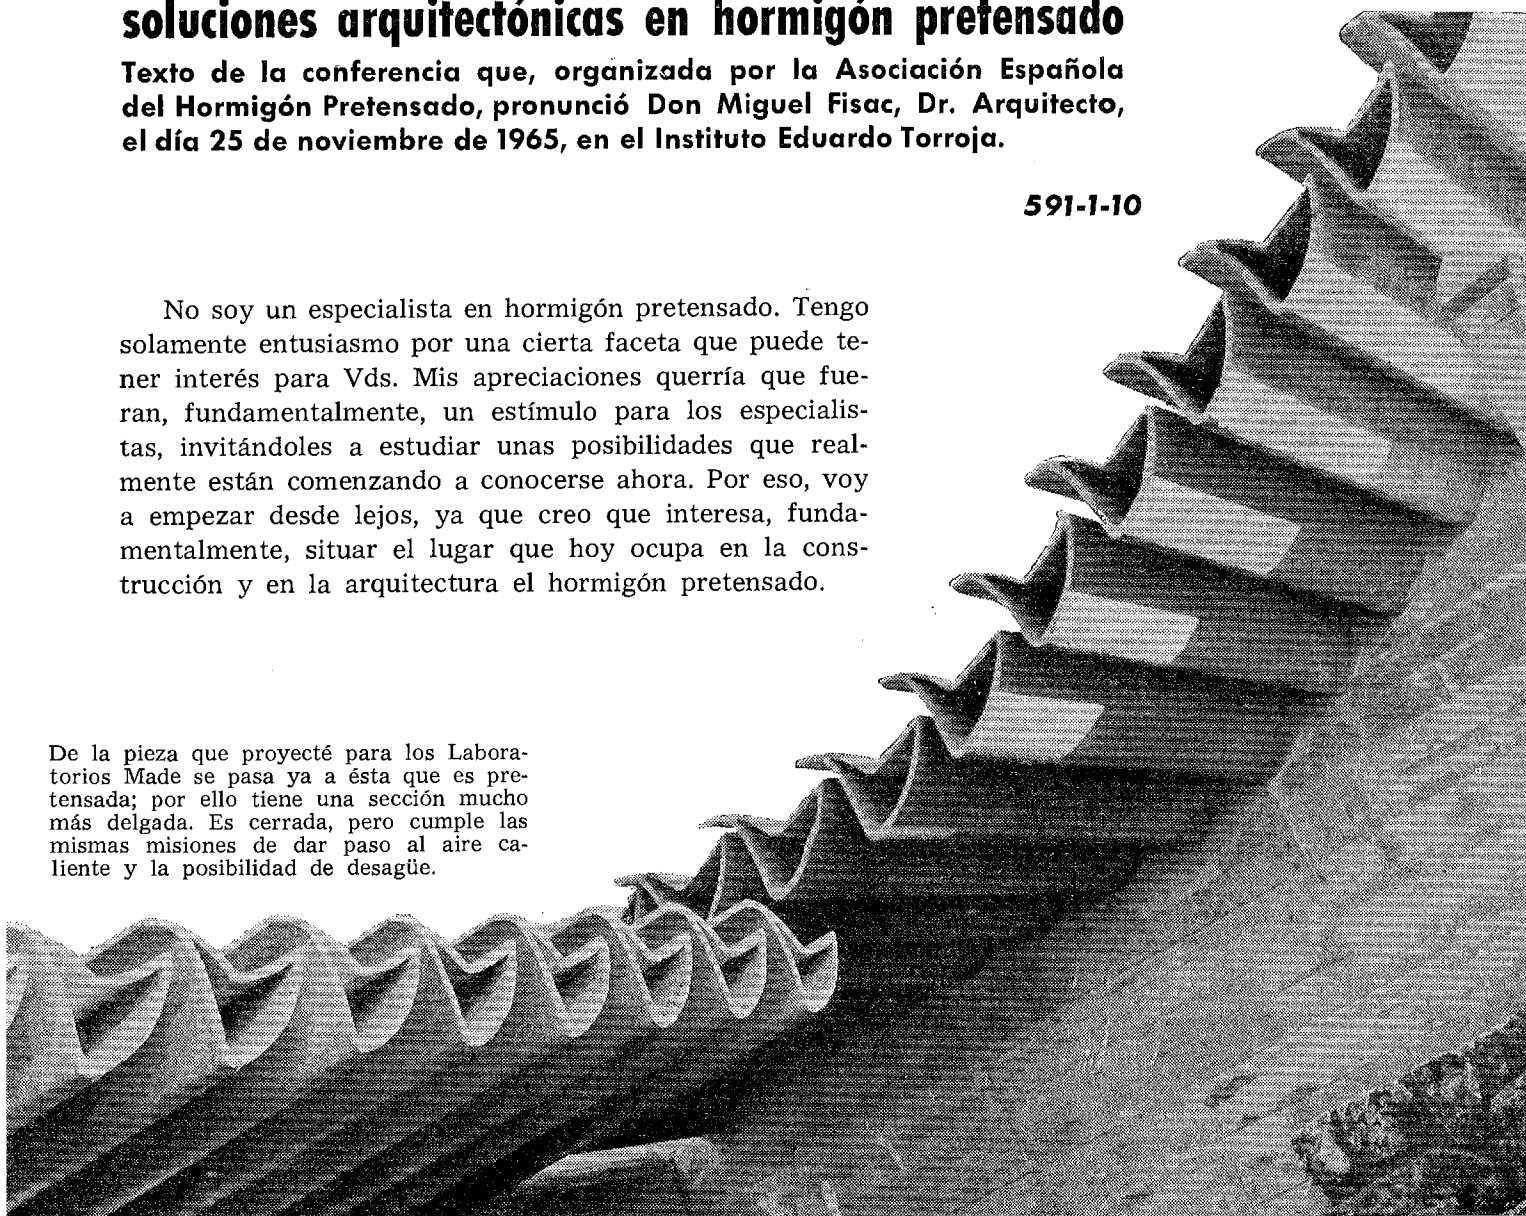 soluciones arquitectónicas en hormigón pretensado
Texto de la conferencia que, organizada por la Asociación Española
del Hormigón Pretensado, pronunció Don Miguel Fisac, Dr. Arquitecto,
el día 25 de noviembre de 1965, en el Instituto Eduardo Torroja.
591-1-10
No soy un especialista en hormigón pretensado. Tengo
solamente entusiasmo por una cierta faceta que puede te-
ner interés para Vds. Mis apreciaciones querría que fue-
ran, fundamentalmente, un estímulo para los especialis-
tas, invitándoles a estudiar unas posibilidades que real-
mente están comenzando a conocerse ahora. Por eso, voy
a empezar desde lejos, ya que creo que interesa, funda-
mentalmente, situar el lugar que hoy ocupa en la cons-
trucción y en la arquitectura el hormigón pretensado.
De la pieza que proyecté para los Labora-
torios Made se pasa ya a ésta que es pre-
tensada; por ello tiene una sección mucho
más delgada. Es cerrada, pero cumple las
mismas misiones de dar paso al aire ca-
liente y la posibilidad de desagüe.